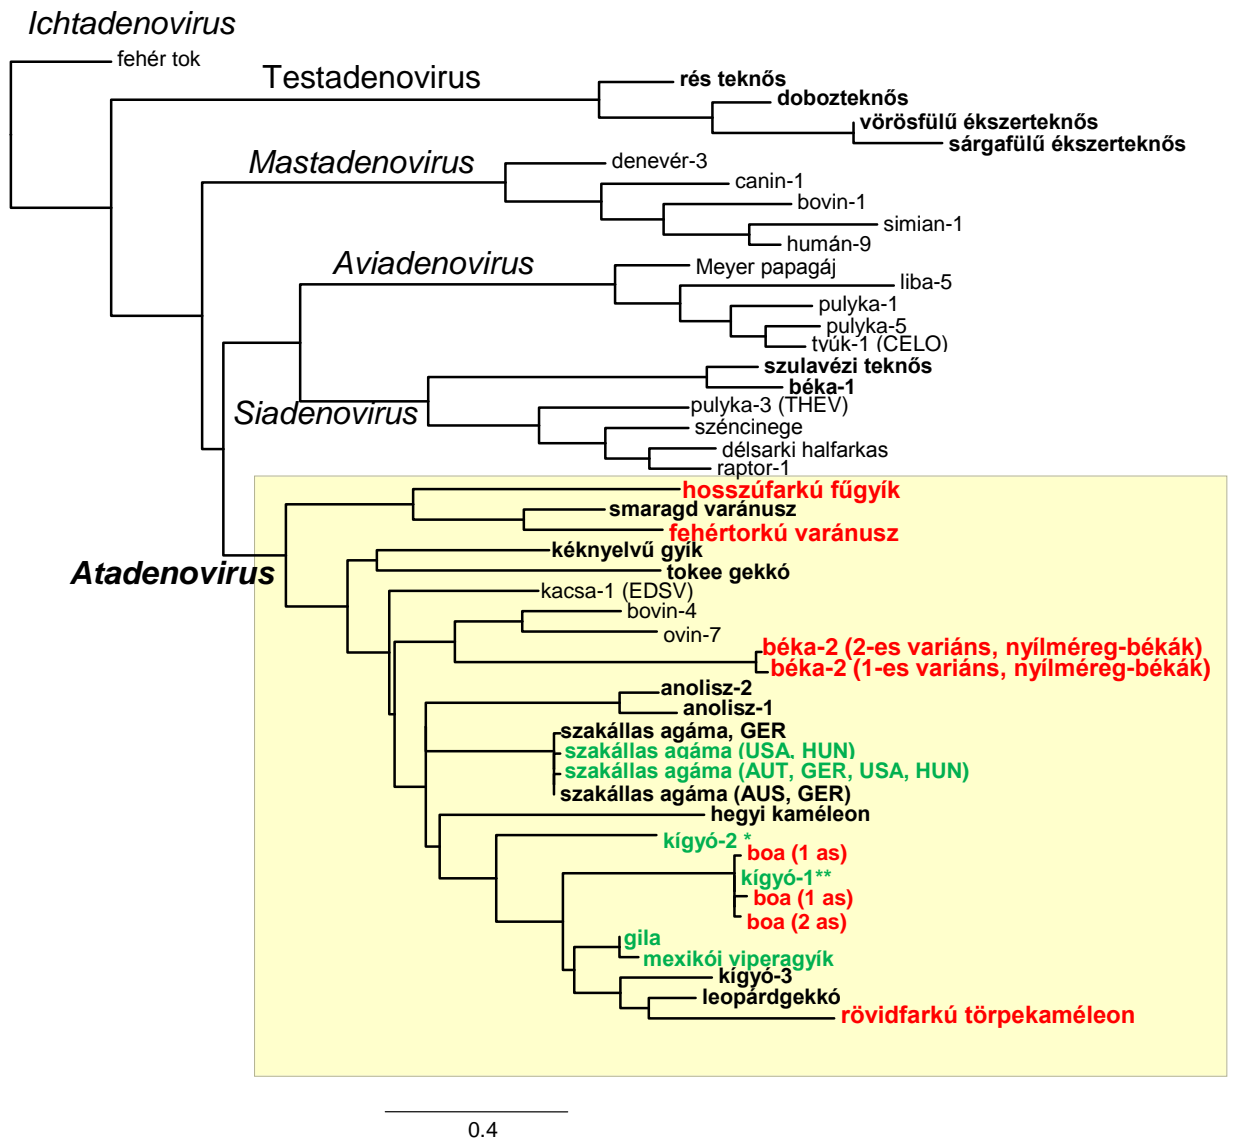 Ichtadenovirus
fehér tok
Testadenovirus
rés teknős
dobozteknős
vörösfülű ékszerteknős
sárgafülű ékszerteknős
Mastadenovirus
denevér-3
canin-1
bovin-1
simian-1
humán-9
Aviadenovirus
Meyer papagáj
liba-5
pulyka-1
pulyka-5
tyúk-1 (CELO)
szulavézi teknős
béka-1
Siadenovirus
pulyka-3 (THEV)
széncinege
délsarki halfarkas
raptor-1
hosszúfarkú fűgyík
smaragd varánusz
fehértorkú varánusz
kéknyelvű gyík
Atadenovirus
tokee gekkó
kacsa-1 (EDSV)
bovin-4
ovin-7
béka-2 (2-es variáns, nyílméreg-békák)
béka-2 (1-es variáns, nyílméreg-békák)
anolisz-2
anolisz-1
szakállas agáma, GER
szakállas agáma (USA, HUN)
szakállas agáma (AUT, GER, USA, HUN)
szakállas agáma (AUS, GER)
hegyi kaméleon
kígyó-2 *
boa (1 as)
kígyó-1**
boa (1 as)
boa (2 as)
gila
mexikói viperagyík
kígyó-3
leopárdgekkó
rövidfarkú törpekaméleon
0.4